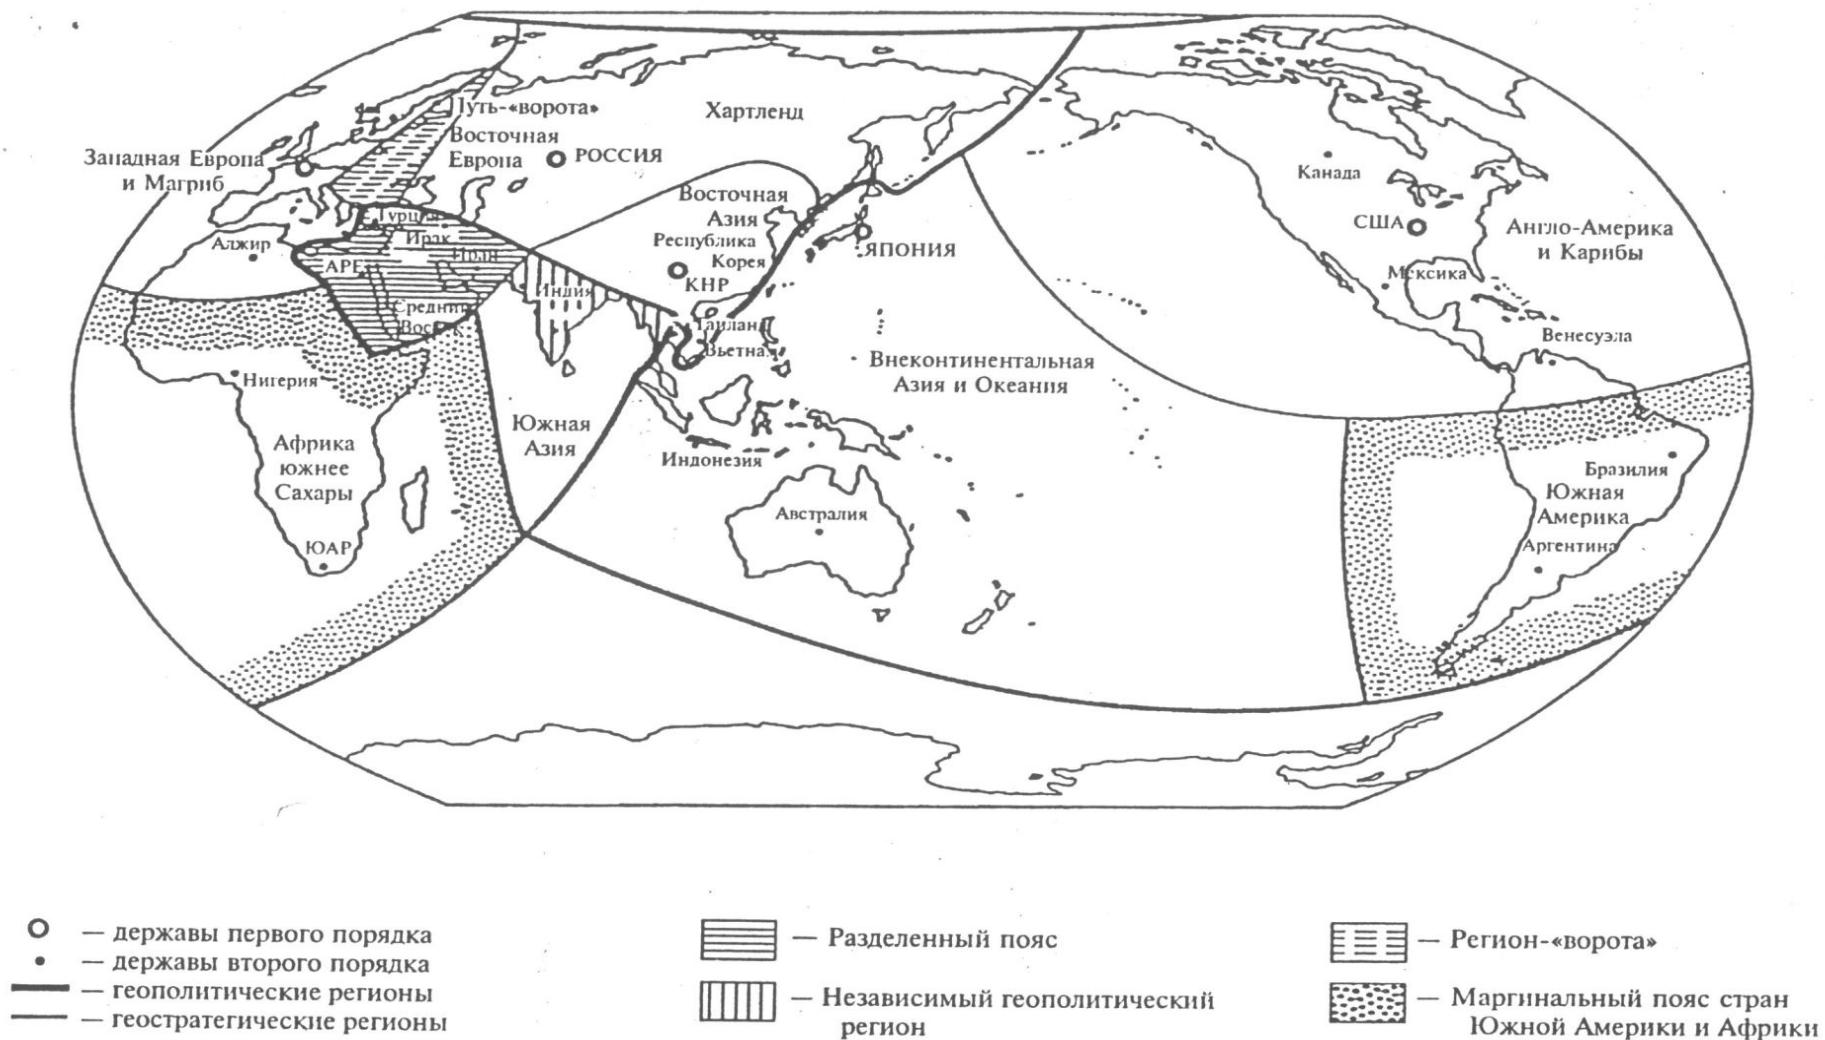 Путь-«ворота»
Хартленд
Восточная
Европа
РОССИЯ
Западная Европа
и Магриб
Канада
Восточная
Азия
США
Англо-Америка
и Карибы
Турция
Ирак
Иран
Республика
Корея
ЯПОНИЯ
Алжир
АРЕ
КНР
Мексика
Индия
Средний
Восток
Таиланд
Вьетна
Венесуэла
Внеконтинентальная
Азия и Океания
Нигерия
Южная
Азия
Африка
южнее
Сахары
Индонезия
Бразилия
Южная
Америка
Австралия
ЮАР
Аргентина
— державы первого порядка
— державы второго порядка
— геополитические регионы
— геостратегические регионы
— Разделенный пояс
— Независимый геополитический
регион
— Регион-«ворота»
— Маргинальный пояс стран
Южной Америки и Африки